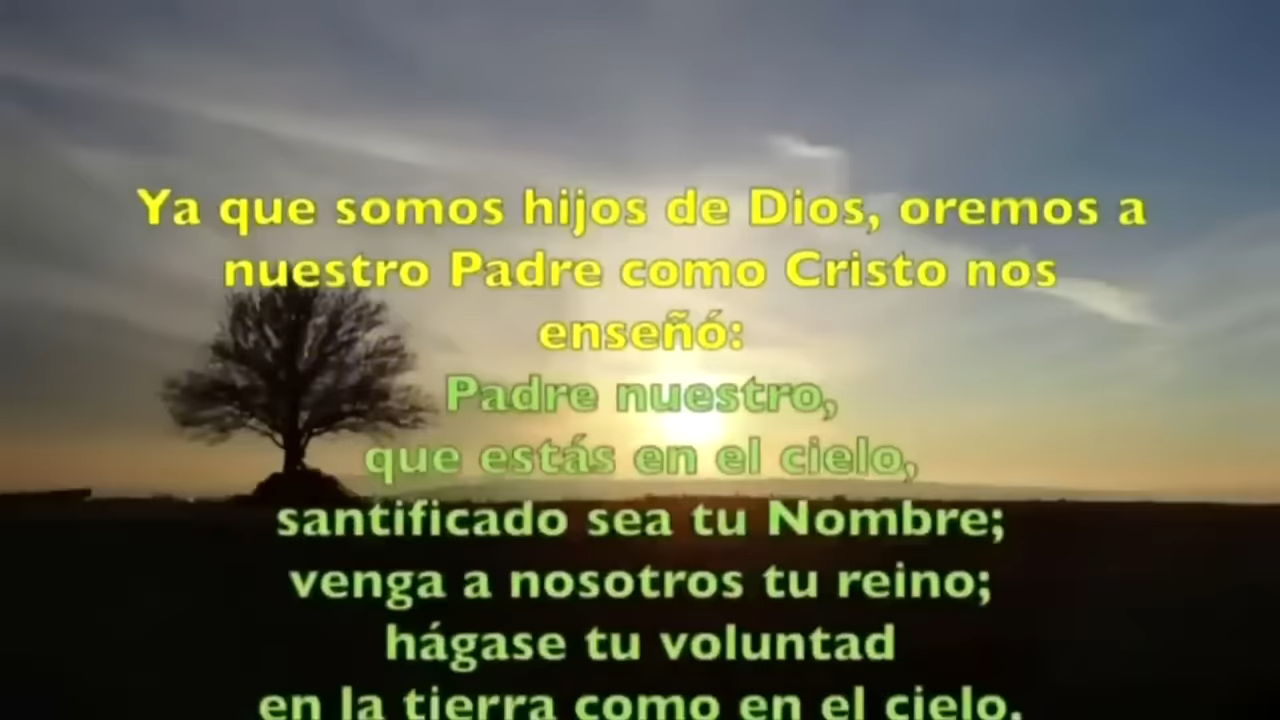 Ya que somos hijos de Dios, oremos a
nuestro Padre como Cristo nos
enseñó:
Padre nuestro,
que estás en el cielo,
santificado sea tu Nombre;
venga a nosotros tu reino;
hágase tu voluntad
en la tierra como en el cielo.